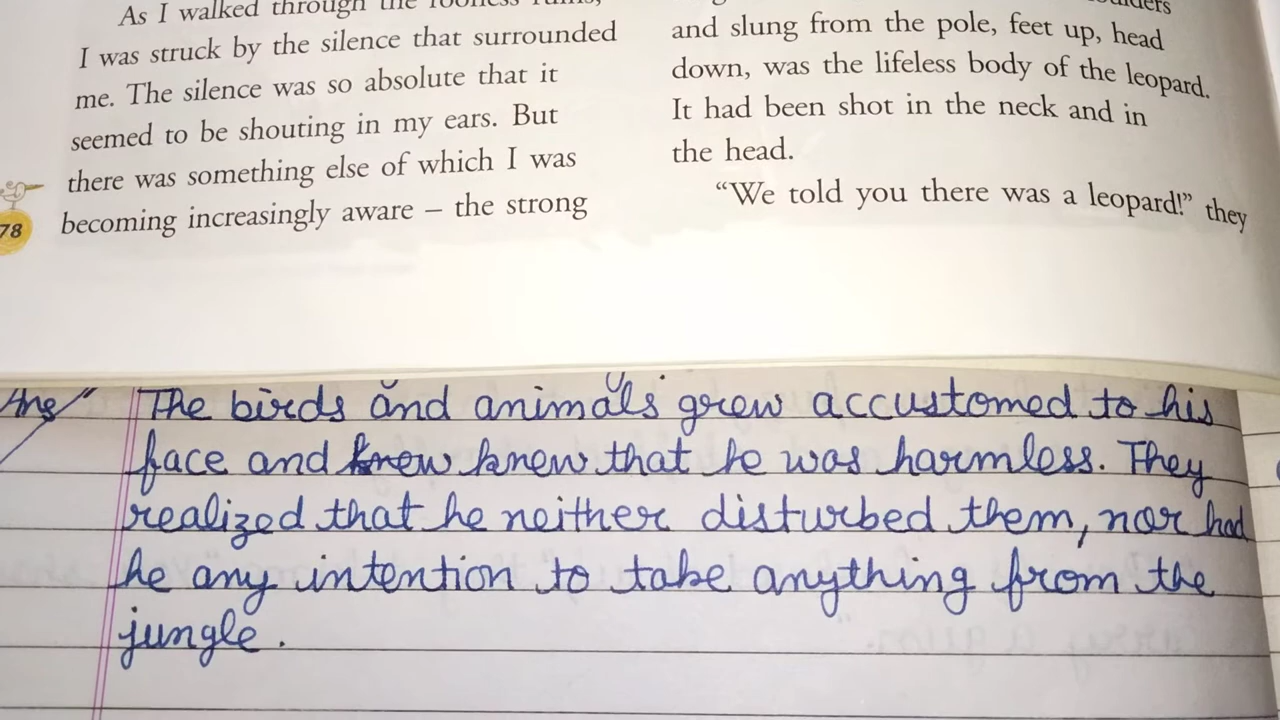 As I walked through the roofless ruins,
I was struck by the silence that surrounded
me. The silence was so absolute that it
seemed to be shouting in my ears. But
there was something else of which I was
becoming increasingly aware – the strong
78
and slung from the pole, feet up, head
down, was the lifeless body of the leopard.
It had been shot in the neck and in
the head.
“We told you there was a leopard!” they
Ans
The birds and animals grew accustomed to his
face and knew knew that he was harmless. They
realized that he neither disturbed them, nor had
he any intention to take anything from the
jungle.